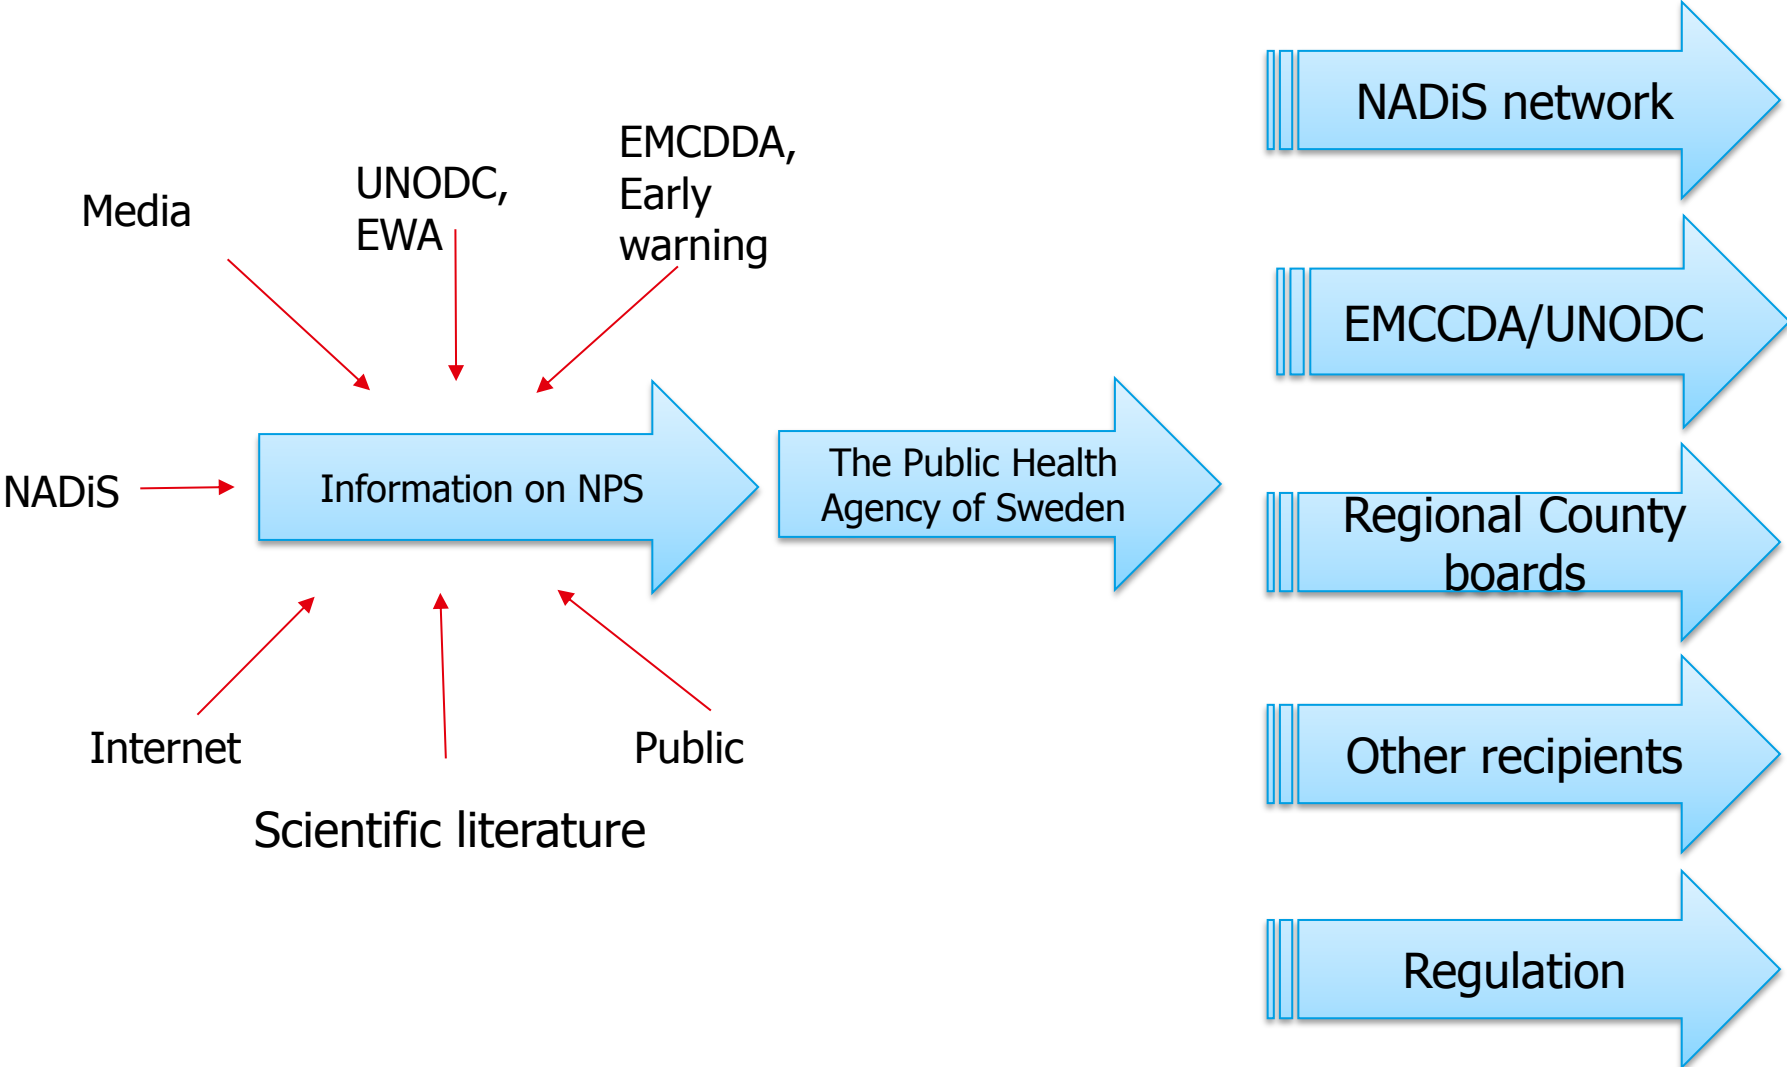 Media
UNODC,
EWA
EMCDDA,
Early
warning
NADiS
Information on NPS
The Public Health
Agency of Sweden
Internet
Scientific literature
Public
NADiS network
EMCCDA/UNODC
Regional County
boards
Other recipients
Regulation